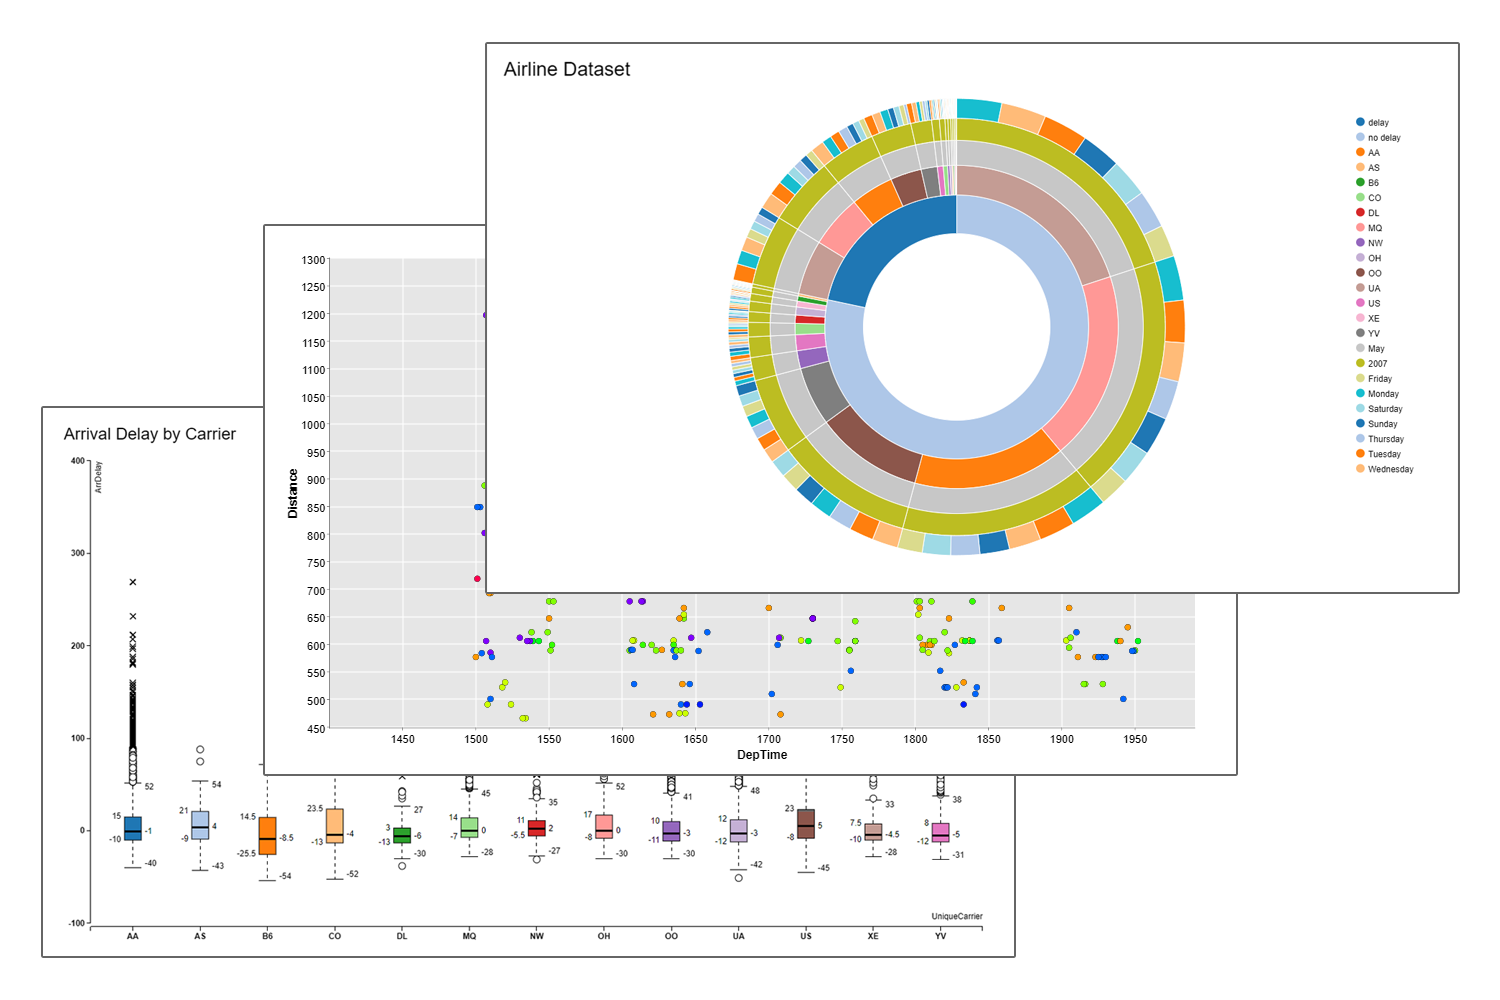 Airline Dataset
delay
no delay
AA
AS
B6
CO
DL
MQ
NW
OH
OO
UA
US
XE
YV
May
2007
Friday
Monday
Saturday
Sunday
Thursday
Tuesday
Wednesday
Distance
1300
1250
1200
1150
1100
1050
1000
950
900
850
800
750
700
650
600
550
500
450
1450 1500 1550 1600 1650 1700 1750 1800 1850 1900 1950
DepTime
Arrival Delay by Carrier
ArrDelay
400
300
200
100
0
-100
52 15 -1 -10 -40
54 21 4 -9 -43
14.5 -8.5 -25.5 -54
23.5 -4 -13 -52
27 3 -6 -13 -30
45 14 0 -7 -28
35 11 2 -5.5 -27
52 17 0 -8 -30
41 10 -3 -11 -30
48 12 -3 -12 -42
23 5 -8 -45
33 7.5 -4.5 -10 -28
38 8 -5 -12 -31
UniqueCarrier
AA AS B6 CO DL MQ NW OH OO UA US XE YV